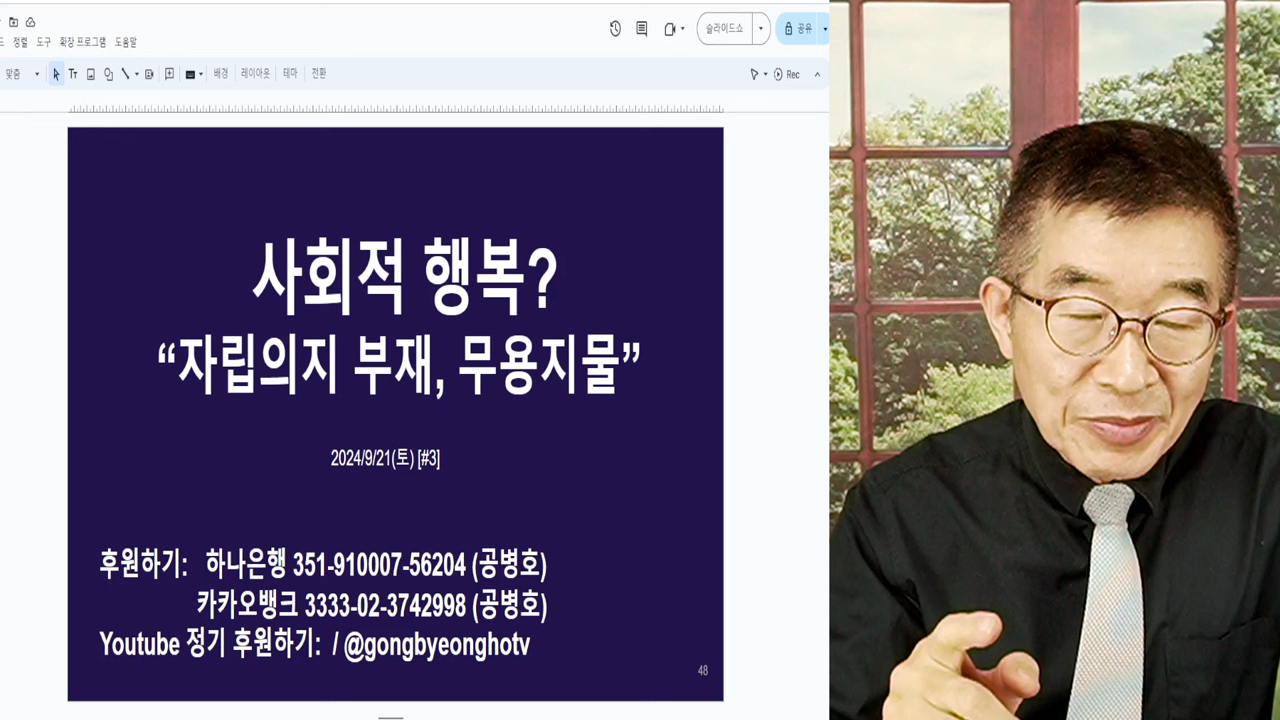 정렬 도구 확장 프로그램 도움말
슬라이드쇼
공유
맞춤
배경
레이아웃
테마
전환
Rec
사회적 행복?
“자립의지 부재, 무용지물”
2024/9/21(토) [#3]
후원하기: 하나은행 351-910007-56204 (공병호)
카카오뱅크 3333-02-3742998 (공병호)
Youtube 정기 후원하기: / @gongbyeonghotv
48